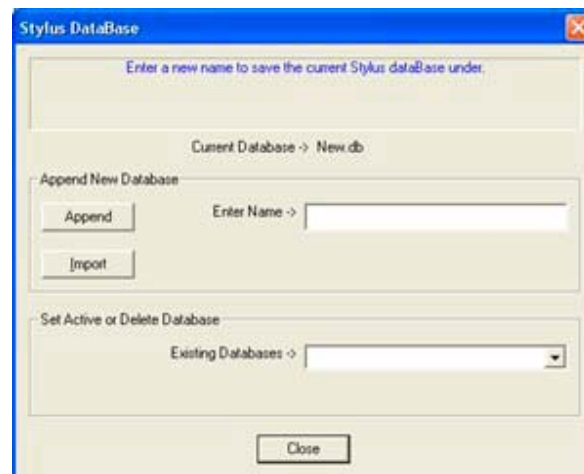 Stylus DataBase
Enter a new name to save the current Stylus dataBase under.
Current Database -> New.db
Append New Database
Append
Enter Name ->
Import
Set Active or Delete Database
Existing Databases ->
Close